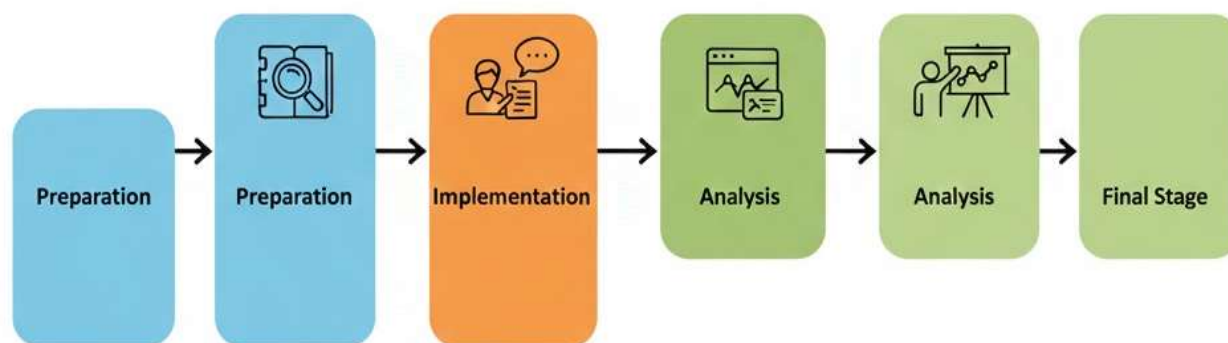 Preparation
Preparation
Implementation
Analysis
Analysis
Final Stage